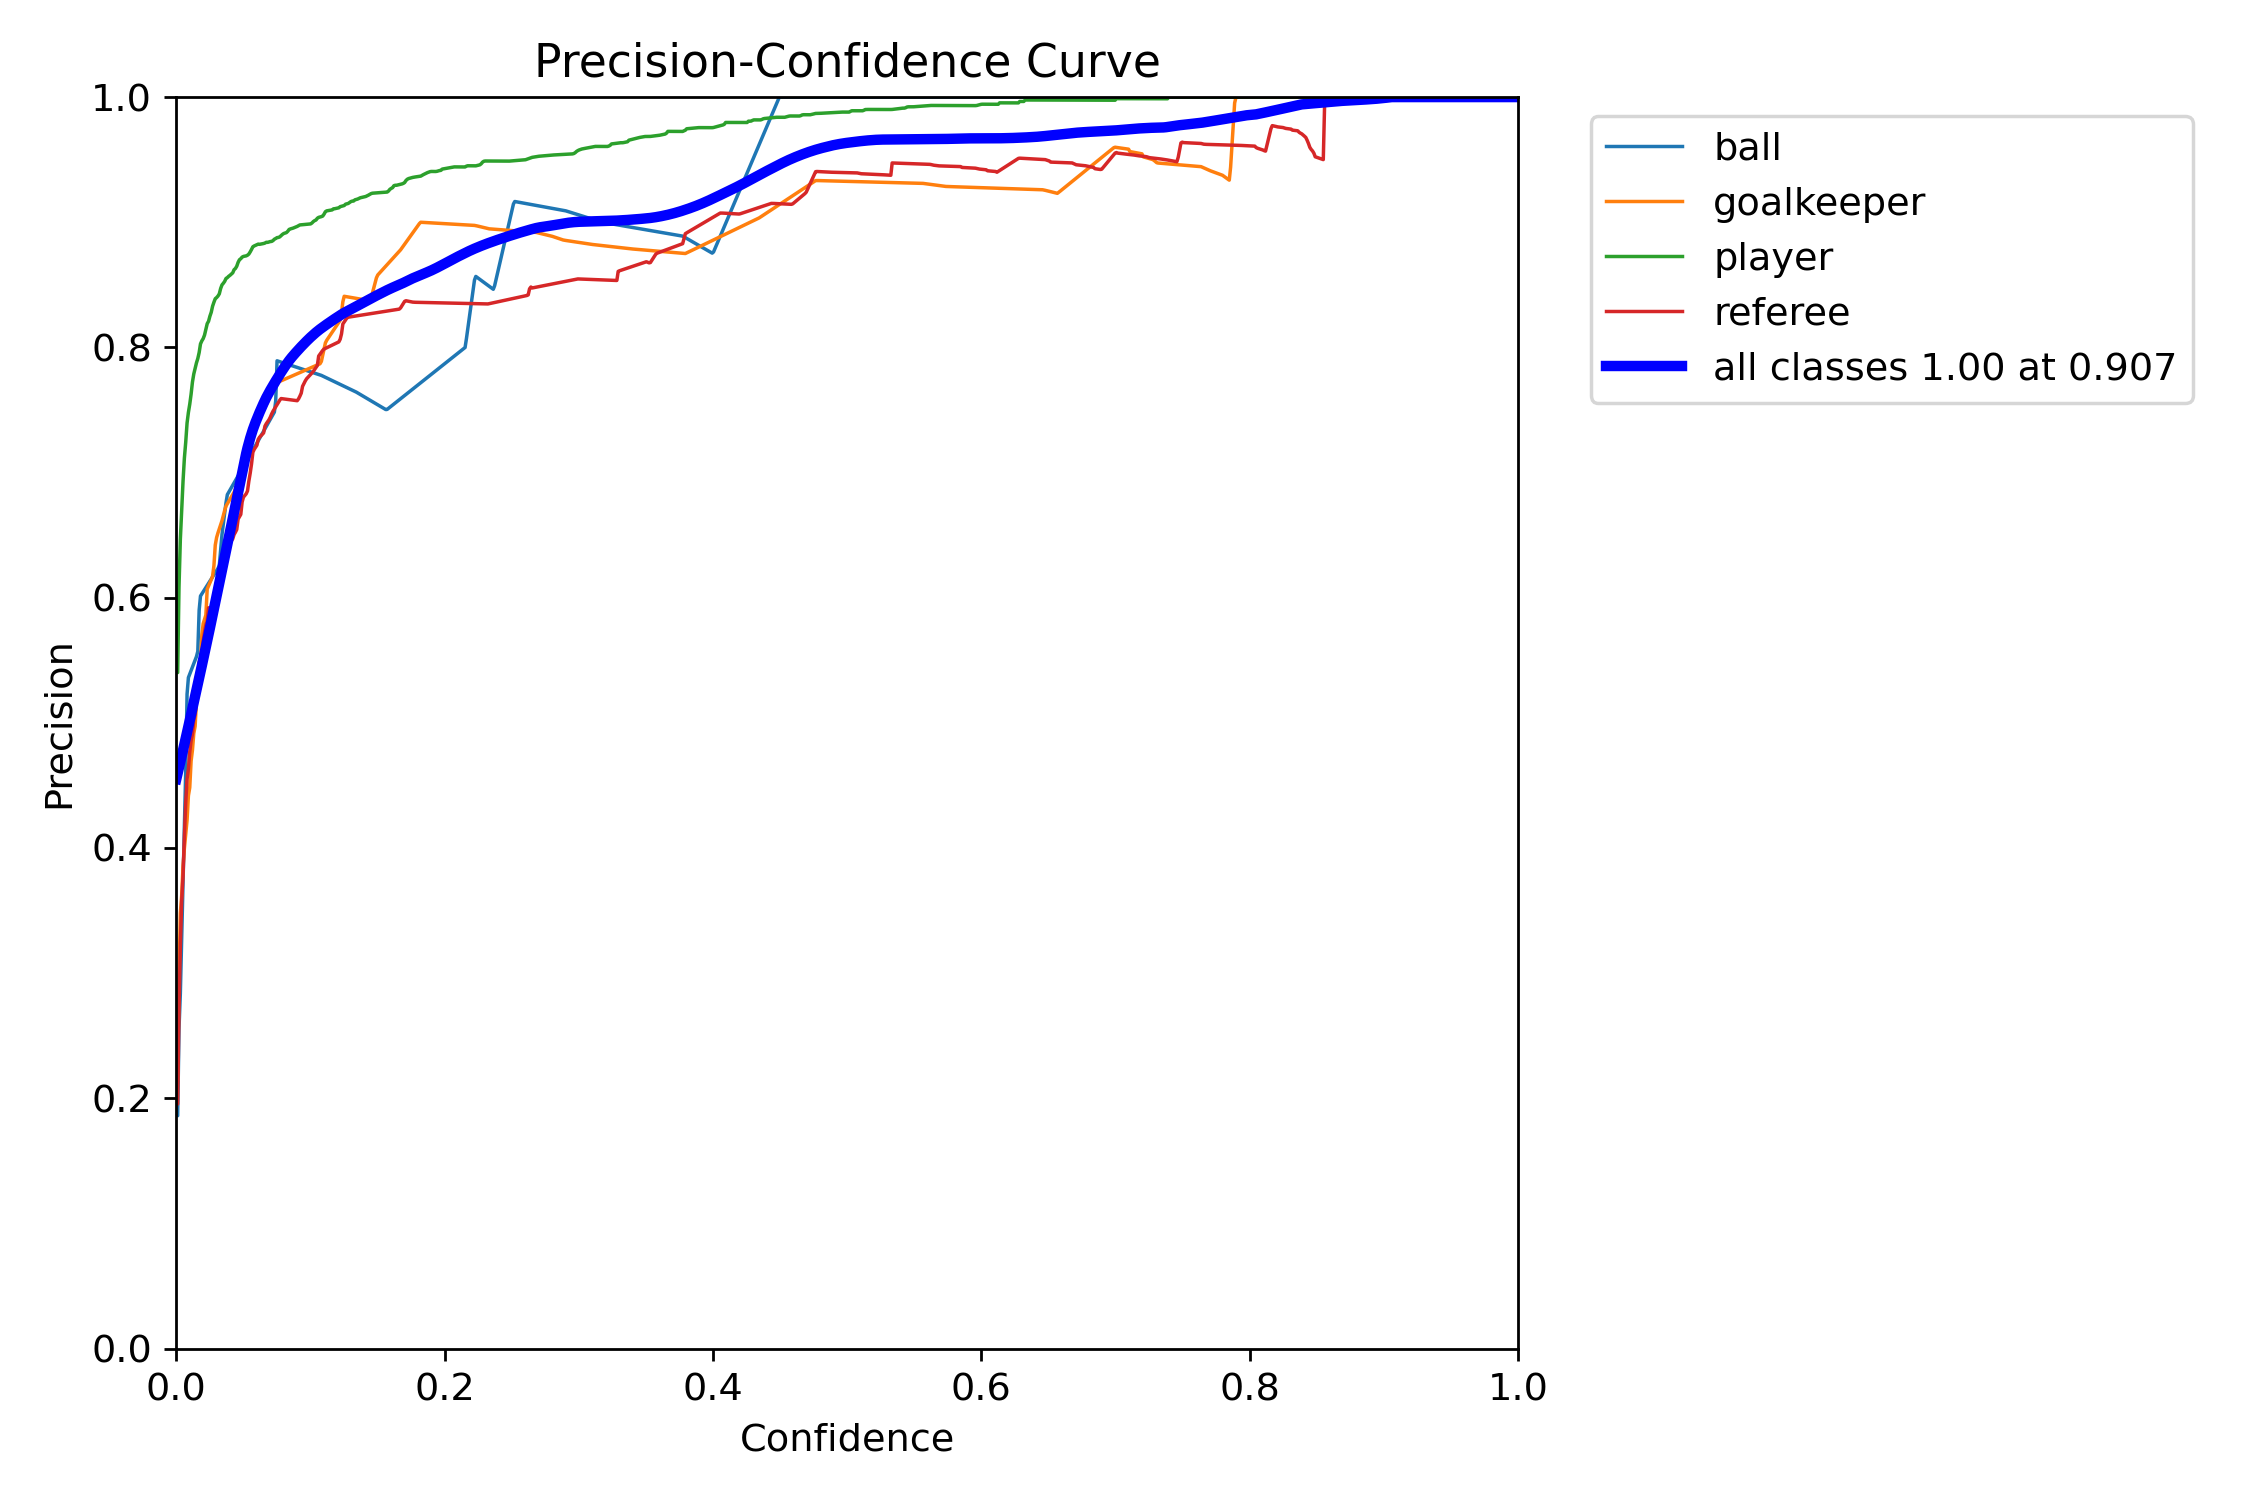 Precision-Confidence Curve
1.0
0.8
0.6
0.4
0.2
0.0
Precision
0.0 0.2 0.4 0.6 0.8 1.0
Confidence
ball
goalkeeper
player
referee
all classes 1.00 at 0.907